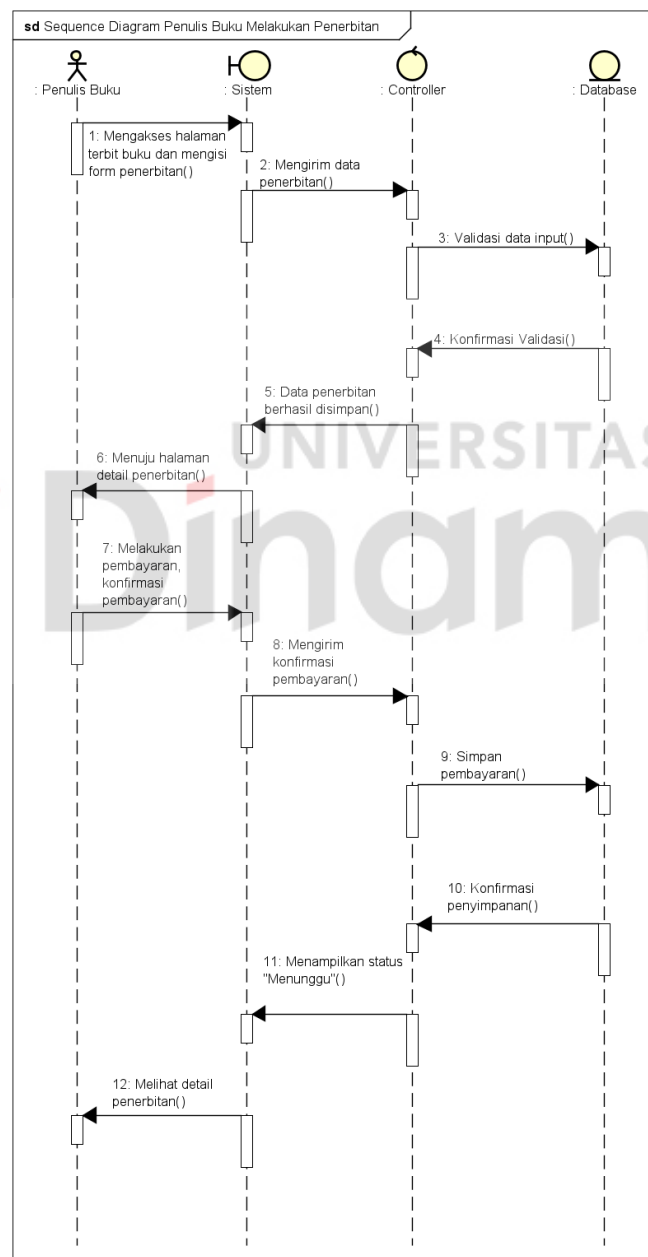 sd Sequence Diagram Penulis Buku Melakukan Penerbitan
: Penulis Buku
: Sistem
: Controller
: Database
1: Mengakses halaman
terbit buku dan mengisi
form penerbitan()
2: Mengirim data
penerbitan()
3: Validasi data input()
4: Konfirmasi Validasi()
5: Data penerbitan
berhasil disimpan()
UNIVERSITAS
6: Menuju halaman
detail penerbitan()
Dinam
7: Melakukan
pembayaran,
konfirmasi
pembayaran()
8: Mengirim
konfirmasi
pembayaran()
9: Simpan
pembayaran()
10: Konfirmasi
penyimpanan()
11: Menampilkan status
"Menunggu"()
12: Melihat detail
penerbitan()